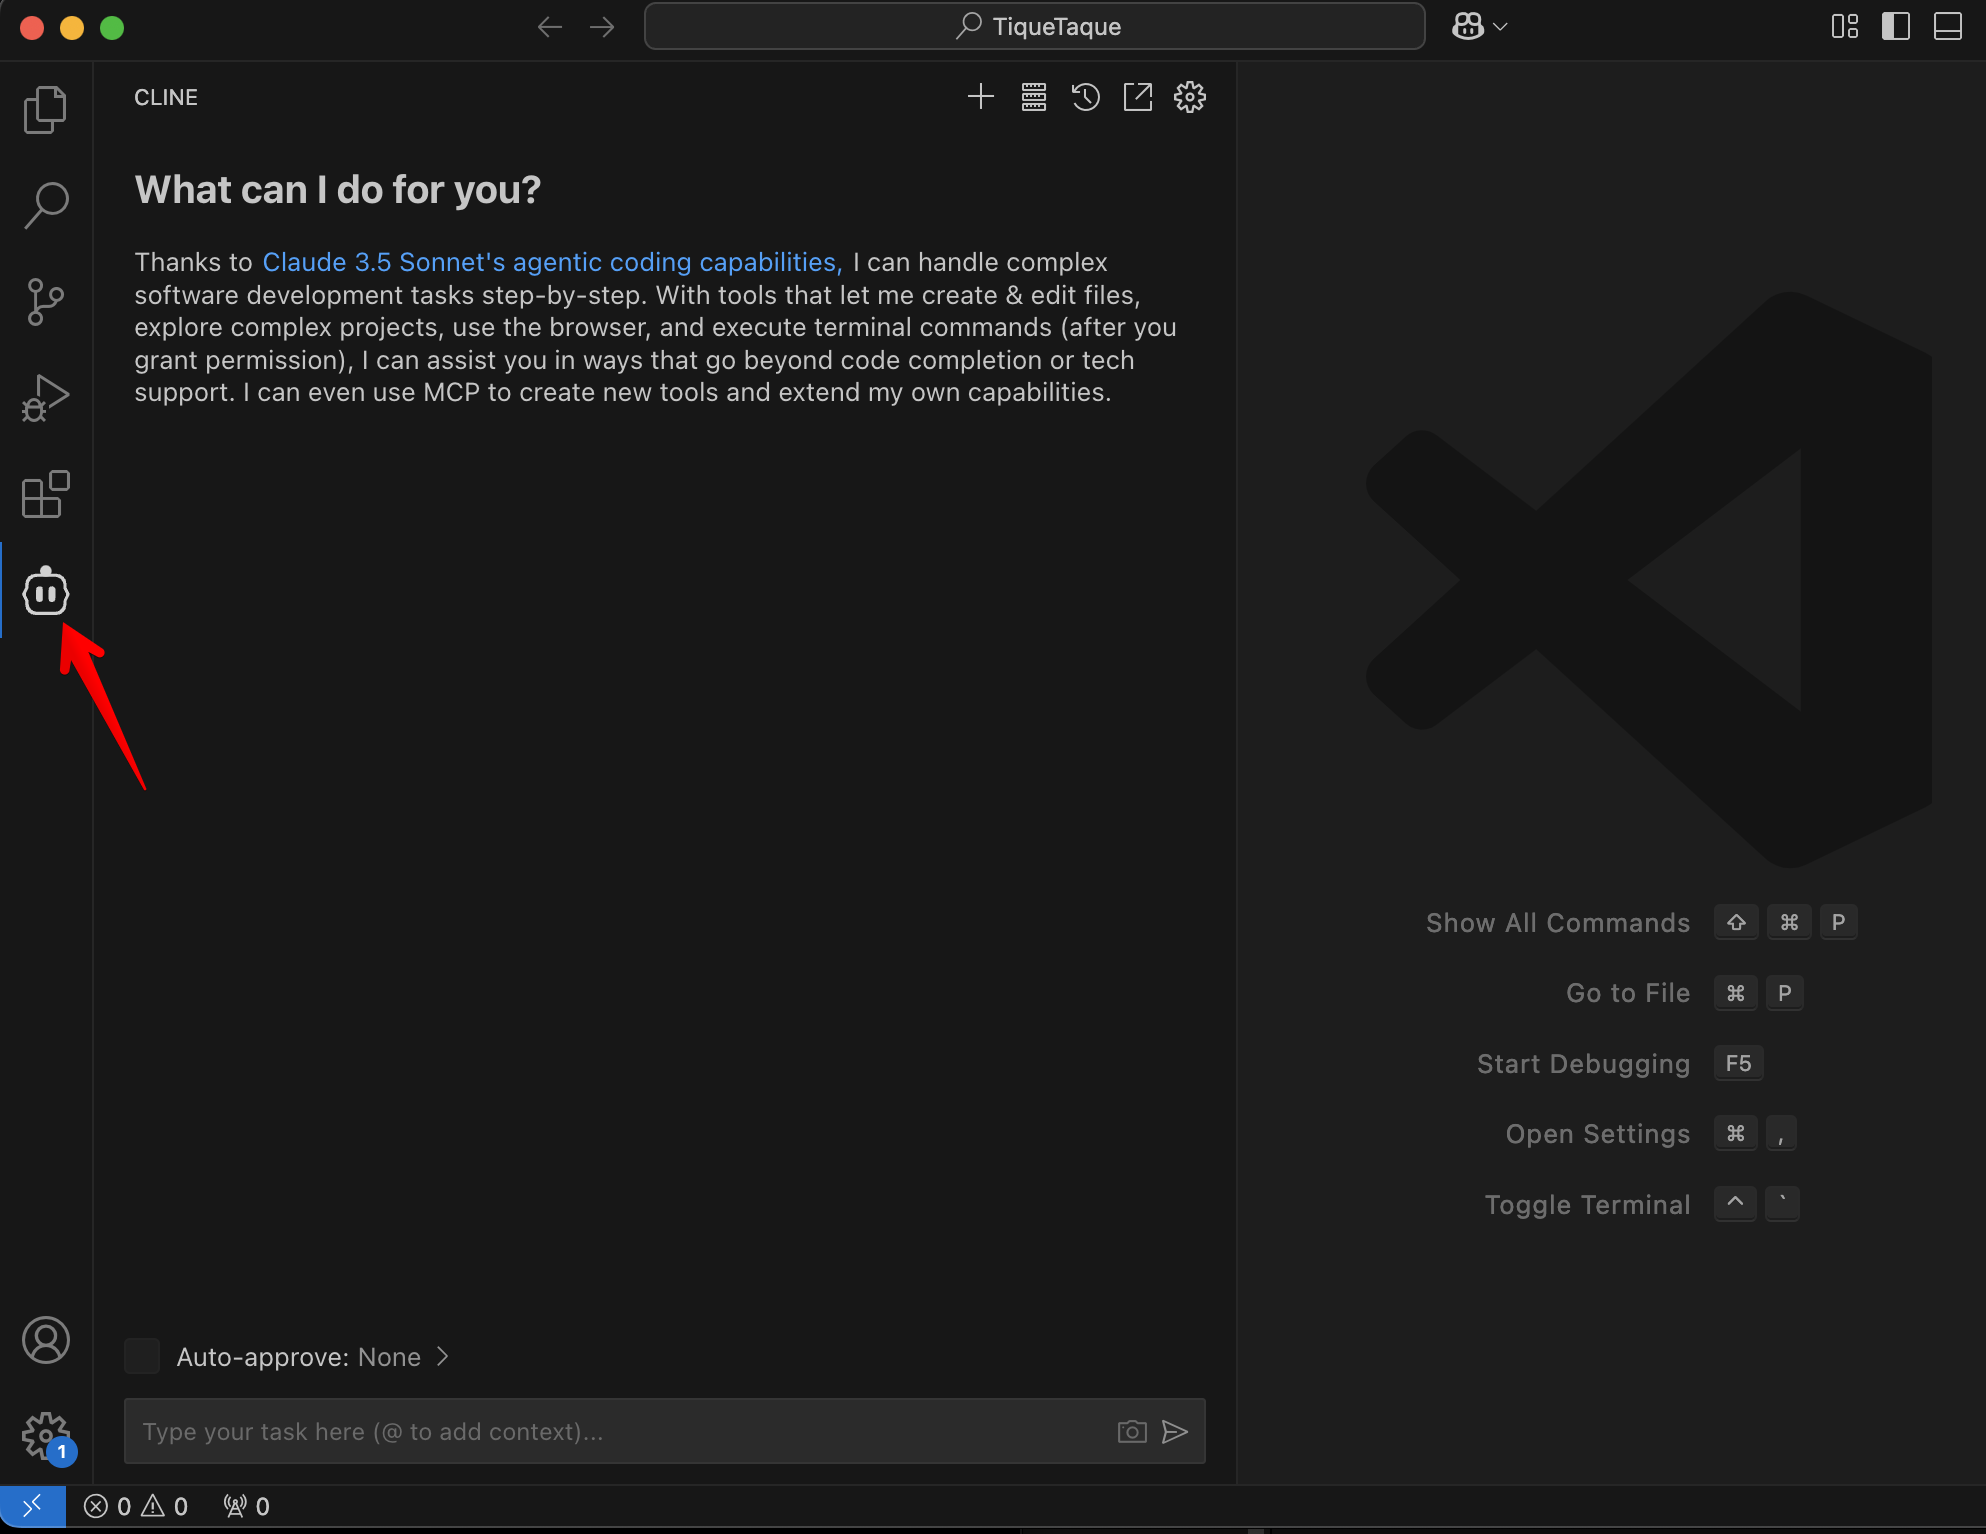 TiqueTaque
CLINE
What can I do for you?
Thanks to Claude 3.5 Sonnet's agentic coding capabilities, I can handle complex
software development tasks step-by-step. With tools that let me create & edit files,
explore complex projects, use the browser, and execute terminal commands (after you
grant permission), I can assist you in ways that go beyond code completion or tech
support. I can even use MCP to create new tools and extend my own capabilities.
Show All Commands ⇧ ⌘ P
Go to File ⌘ P
Start Debugging F5
Open Settings ⌘ ,
Toggle Terminal ^ `
Auto-approve: None
Type your task here (@ to add context)...
1
0 0 0